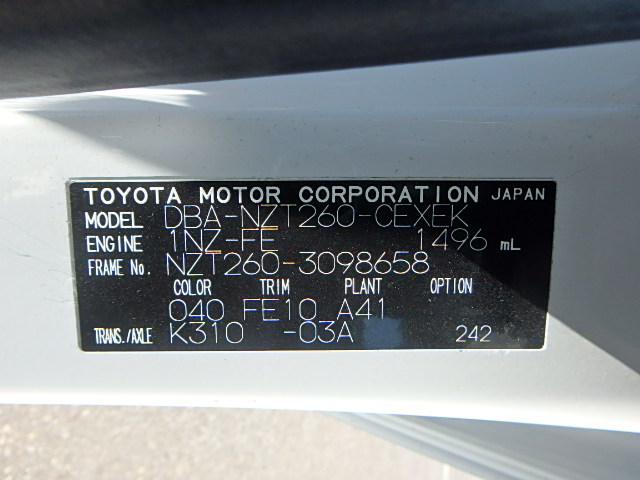 TOYOTA MOTOR CORPORATION JAPAN
MODEL DBA-NZT260-CEXEK
ENGINE 1NZ-FE 1496 mL
FRAME No. NZT260-3098658
COLOR TRIM PLANT OPTION
040 FE10 A41
TRANS./AXLE K310 -03A 242